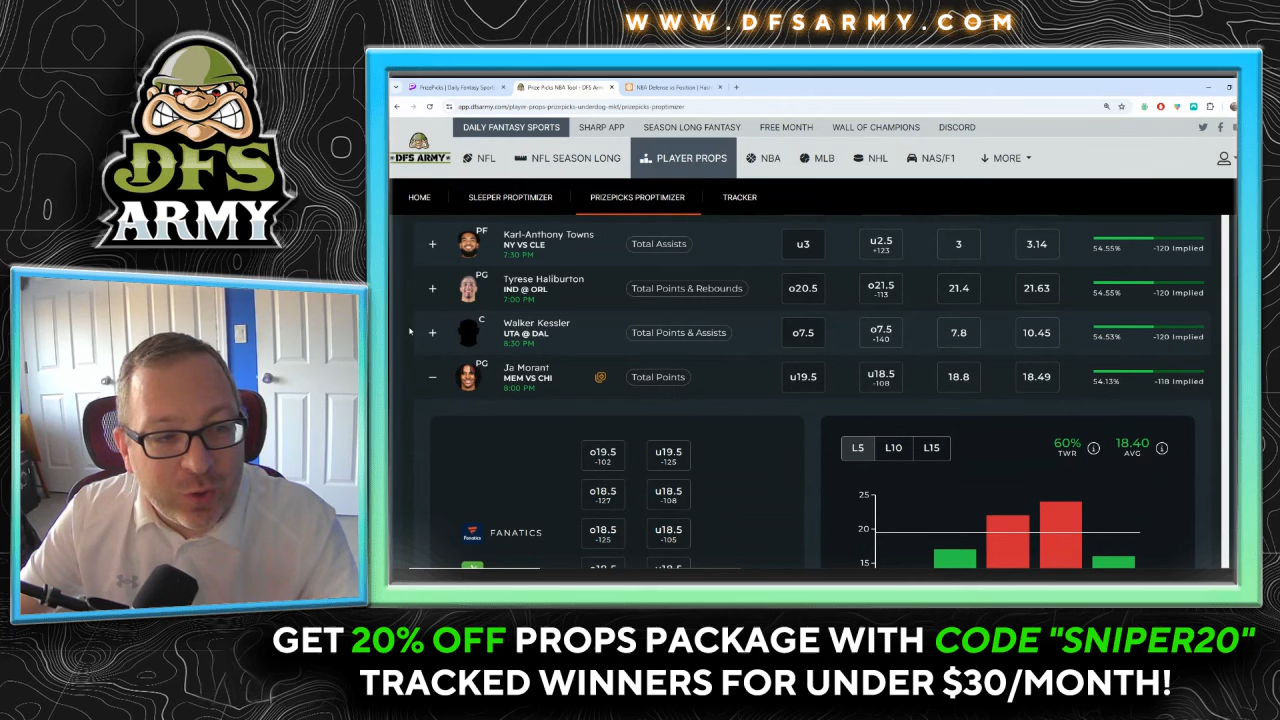 WWW.DFSARMY.COM
DFS
ARMY
PrizePicks | Daily Fantasy Sport
Prize Picks NBA Tool - DFS Arm
NBA Defense vs Position | Hash
app.dfsarmy.com/player-props-prizepicks-underdog-mkf/prizepicks-proptimizer
DAILY FANTASY SPORTS SHARP APP SEASON LONG FANTASY FREE MONTH WALL OF CHAMPIONS DISCORD
DFS ARMY NFL NFL SEASON LONG PLAYER PROPS NBA MLB NHL NAS/F1 MORE
HOME SLEEPER PROPTIMIZER PRIZEPICKS PROPTIMIZER TRACKER
+ PF Karl-Anthony Towns Total Assists u3 u2.5 3 3.14
NY VS CLE +123 54.55% -120 Implied
7:30 PM
+ PG Tyrese Haliburton Total Points & Rebounds o20.5 o21.5 21.4 21.63
IND @ ORL -113 54.55% -120 Implied
7:00 PM
+ C Walker Kessler Total Points & Assists o7.5 o7.5 7.8 10.45
UTA @ DAL -140 54.53% -120 Implied
8:30 PM
− PG Ja Morant Total Points u19.5 u18.5 18.8 18.49
MEM VS CHI -108 54.13% -118 Implied
8:00 PM
o19.5 u19.5
-102 -125
o18.5 u18.5
-127 -108
FANATICS
Fanatics
o18.5 u18.5
-125 -105
L5 L10 L15
60% 18.40
TWR AVG
25
20
15
GET 20% OFF PROPS PACKAGE WITH CODE "SNIPER20"
TRACKED WINNERS FOR UNDER $30/MONTH!